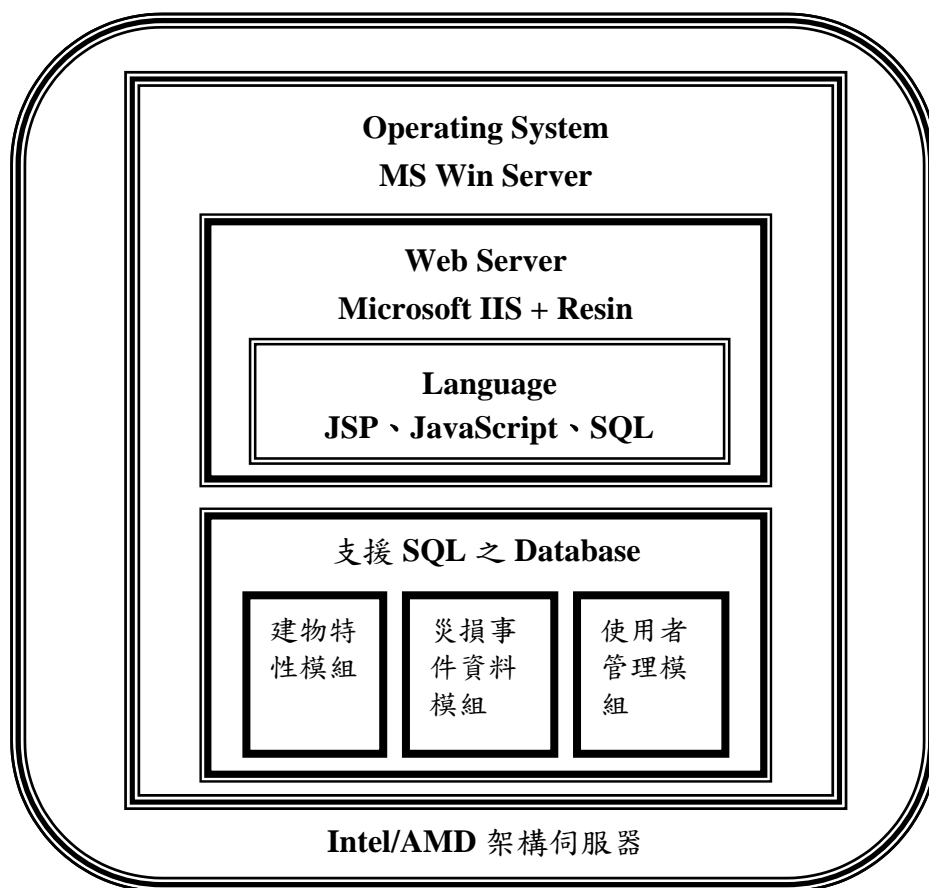 Operating System
MS Win Server
Web Server
Microsoft IIS + Resin
Language
JSP、JavaScript、SQL
支援 SQL 之 Database
建物特
性模組
災損事
件資料
模組
使用者
管理模
組
Intel/AMD 架構伺服器